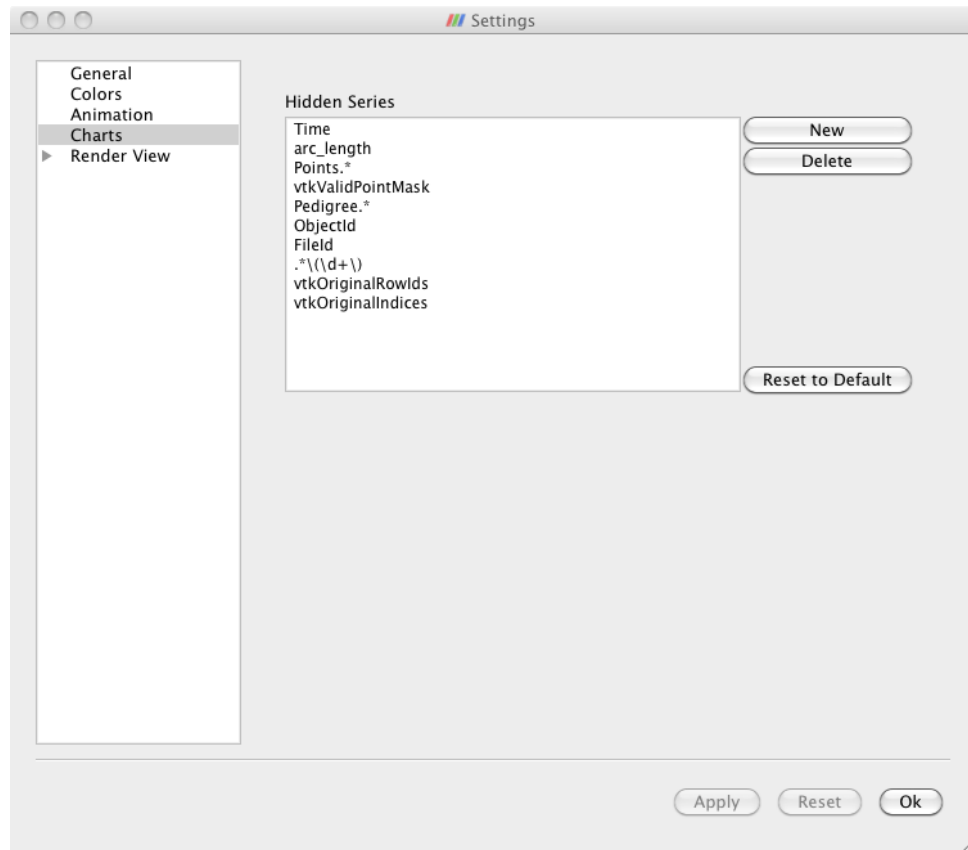 Settings
General
Colors
Animation
Charts
Render View
Hidden Series
Time
arc_length
Points.*
vtkValidPointMask
Pedigree.*
ObjectId
FileId
.*\(\d+\)
vtkOriginalRowIds
vtkOriginalIndices
New
Delete
Reset to Default
Apply
Reset
Ok